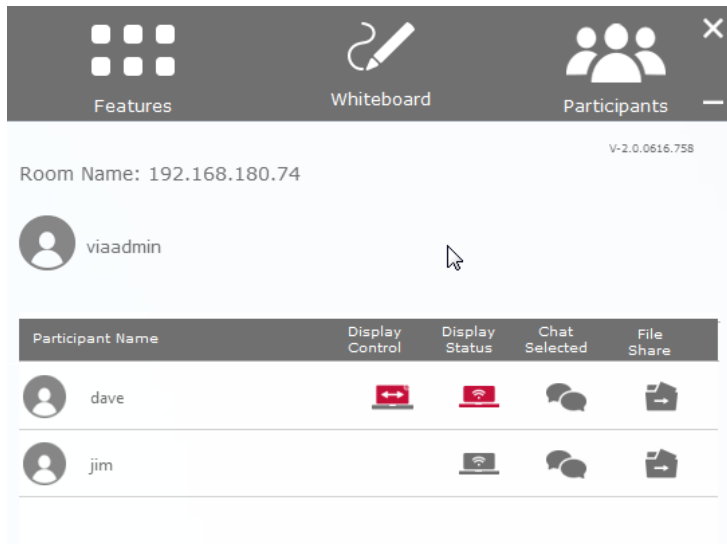 Features
Whiteboard
Participants
V-2.0.0616.758
Room Name: 192.168.180.74
viaadmin
Participant Name
Display Control
Display Status
Chat Selected
File Share
dave
jim